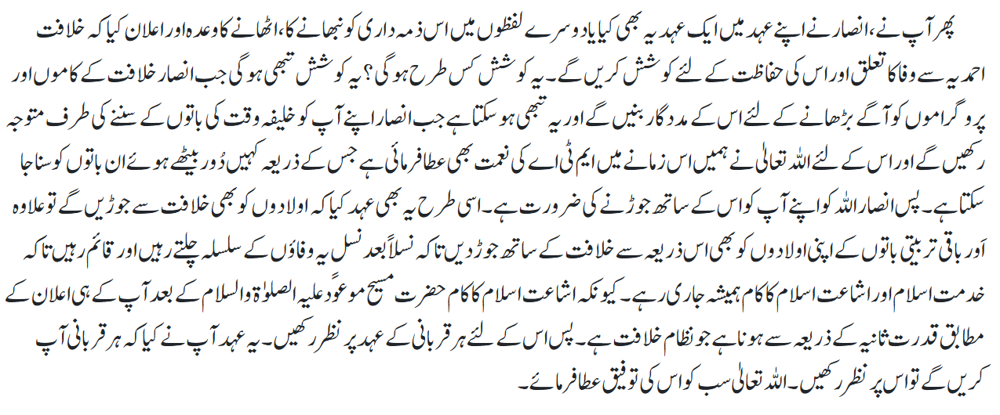 پھر آپ نے، انصار نے اپنے عہد میں ایک عہد یہ بھی کیا یا دوسرے لفظوں میں اس ذمہ داری کو نبھانے کا، اٹھانے کا وعدہ اور اعلان کیا کہ خلافت
احمدیہ سے وفا کا تعلق اور اس کی حفاظت کے لئے کوشش کریں گے۔ یہ کوشش کس طرح ہو گی؟ یہ کوشش تبھی ہو گی جب انصار خلافت کے کاموں اور
پروگراموں کو آگے بڑھانے کے لئے اس کے مددگار بنیں گے اور یہ تبھی ہو سکتا ہے جب انصار اپنے آپ کو خلیفہ وقت کی باتوں کے سننے کی طرف متوجہ
رکھیں گے اور اس کے لئے اللہ تعالیٰ نے ہمیں اس زمانے میں ایم ٹی اے کی نعمت بھی عطا فرمائی ہے جس کے ذریعہ کہیں دُور بیٹھے ہوئے ان باتوں کو سنا جا
سکتا ہے۔ پس انصار اللہ کو اپنے آپ کو اس کے ساتھ جوڑنے کی ضرورت ہے۔ اسی طرح یہ بھی عہد کیا کہ اولادوں کو بھی خلافت سے جوڑیں گے تو علاوہ
اَور باقی تربیتی باتوں کے اپنی اولادوں کو بھی اس ذریعہ سے خلافت کے ساتھ جوڑ دیں تاکہ نسلاً بعد نسل یہ وفاؤں کے سلسلہ چلتے رہیں اور قائم رہیں تاکہ
خدمت اسلام اور اشاعت اسلام کا کام ہمیشہ جاری رہے۔ کیونکہ اشاعت اسلام کا کام حضرت مسیح موعودؑ علیہ الصلوٰۃ والسلام کے بعد آپ کے ہی اعلان کے
مطابق قدرت ثانیہ کے ذریعہ سے ہونا ہے جو نظام خلافت ہے۔ پس اس کے لئے ہر قربانی کے عہد پر نظر رکھیں۔ یہ عہد آپ نے کیا کہ ہر قربانی آپ
کریں گے تو اس پر نظر رکھیں۔ اللہ تعالیٰ سب کو اس کی توفیق عطا فرمائے۔